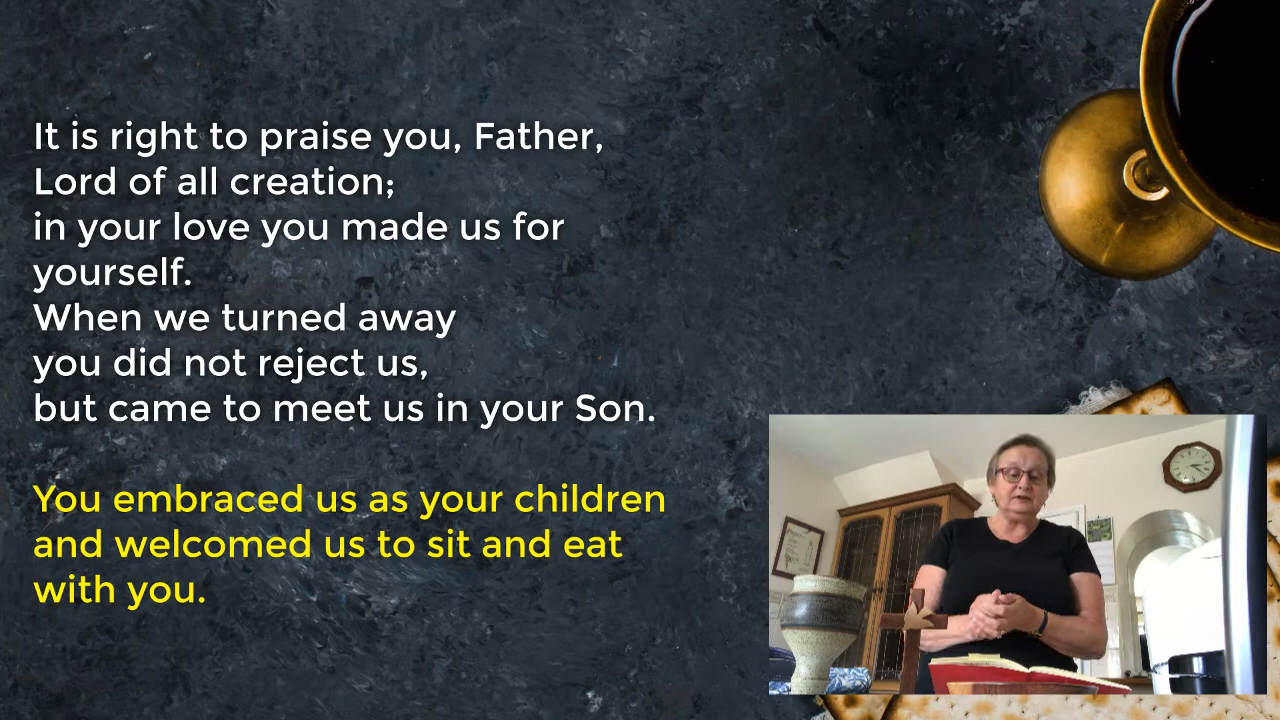 It is right to praise you, Father,
Lord of all creation;
in your love you made us for
yourself.
When we turned away
you did not reject us,
but came to meet us in your Son.
You embraced us as your children
and welcomed us to sit and eat
with you.